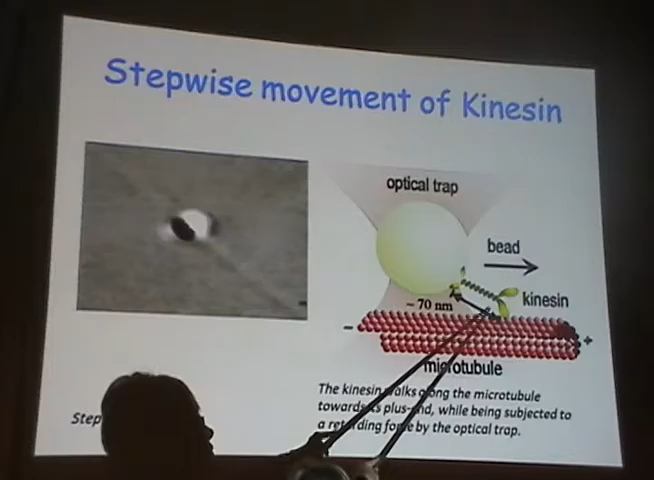 Stepwise movement of Kinesin
optical trap
bead
kinesin
~ 70 nm
microtubule
The kinesin walks along the microtubule
towards its plus-end, while being subjected to
a retarding force by the optical trap.
Step